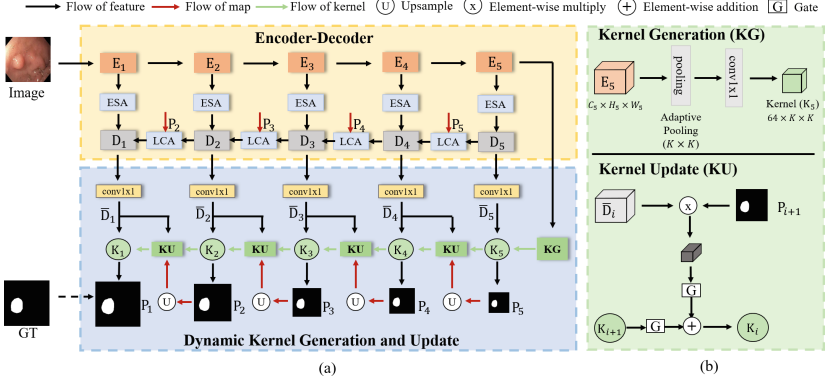 Flow of feature Flow of map Flow of kernel U Upsample x Element-wise multiply + Element-wise addition G Gate
Encoder-Decoder
Image
E₁ E₂ E₃ E₄ E₅
ESA ESA ESA ESA ESA
P₂ P₃ P₄ P₅
D₁ LCA D₂ LCA D₃ LCA D₄ LCA D₅
conv1x1 conv1x1 conv1x1 conv1x1 conv1x1
D̅₁ D̅₂ D̅₃ D̅₄ D̅₅
K₁ KU K₂ KU K₃ KU K₄ KU K₅ KG
GT
P₁ U P₂ U P₃ U P₄ U P₅
Dynamic Kernel Generation and Update
(a)
Kernel Generation (KG)
E₅ pooling conv1x1
C₅ × H₅ × W₅
Adaptive
Pooling
(K × K)
Kernel (K₅)
64 × K × K
Kernel Update (KU)
D̅ᵢ x Pᵢ₊₁
G
Kᵢ₊₁ G + Kᵢ
(b)